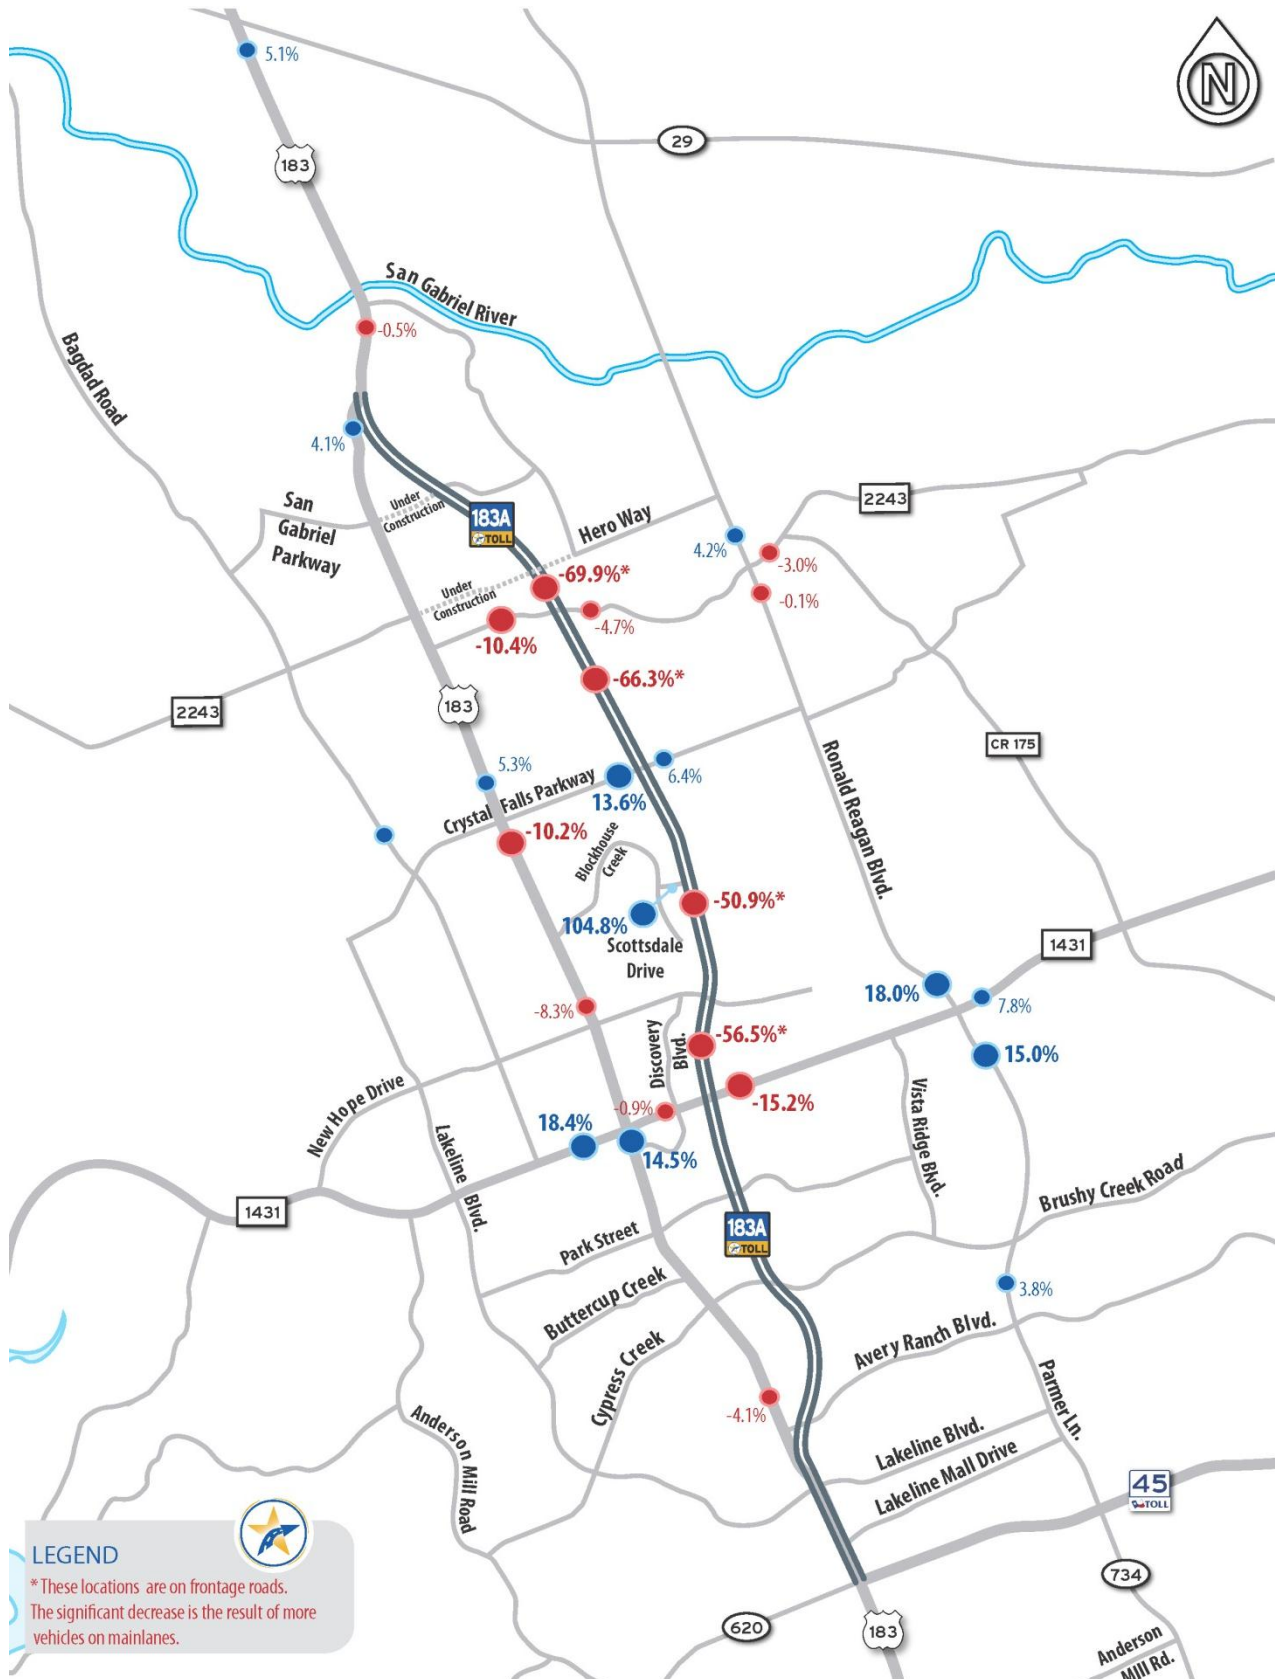 5.1%
N
29
183
San Gabriel River
-0.5%
Bagdad Road
4.1%
San
Gabriel
Parkway
Under
Construction
183A
TOLL
Hero Way
2243
4.2%
-3.0%
-69.9%*
Under
Construction
-0.1%
-4.7%
-10.4%
-66.3%*
2243
183
CR 175
5.3%
6.4%
Crystal Falls Parkway
13.6%
Ronald Reagan Blvd.
-10.2%
Blockhouse
Creek
-50.9%*
104.8%
Scottsdale
Drive
1431
18.0%
7.8%
-8.3%
Discovery
Blvd.
-56.5%*
15.0%
New Hope Drive
-0.9%
-15.2%
18.4%
14.5%
Lakeline Blvd.
Vista Ridge Blvd.
Brushy Creek Road
1431
183A
TOLL
Park Street
Buttercup Creek
3.8%
Cypress Creek
Avery Ranch Blvd.
Parmer Ln.
-4.1%
Anderson Mill Road
Lakeline Blvd.
Lakeline Mall Drive
45
TOLL
LEGEND
* These locations are on frontage roads.
The significant decrease is the result of more
vehicles on mainlanes.
734
620
183
Anderson
Mill Rd.